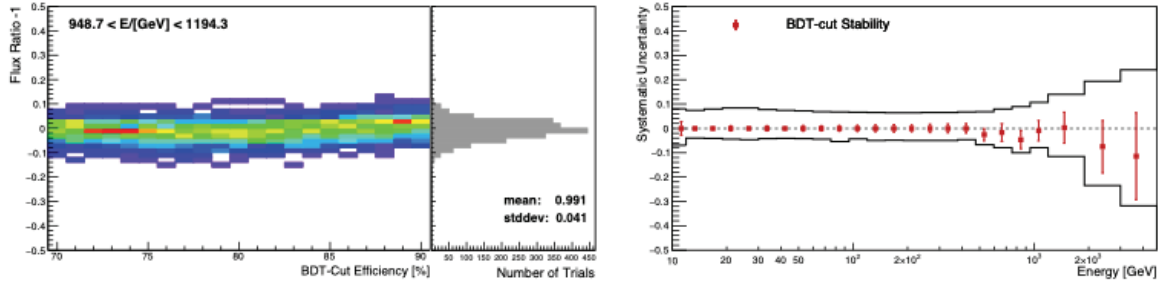 948.7 < E/[GeV] < 1194.3
Flux Ratio -1
0.5
0.4
0.3
0.2
0.1
0
−0.1
−0.2
−0.3
−0.4
−0.5
70 75 80 85 90
BDT-Cut Efficiency [%]
mean: 0.991
stddev: 0.041
50 100 150 200 250 300 350 400 450
Number of Trials
BDT-cut Stability
Systematic Uncertainty
0.5
0.4
0.3
0.2
0.1
0
−0.1
−0.2
−0.3
−0.4
−0.5
10 20 30 40 50 10² 2×10² 10³ 2×10³
Energy [GeV]